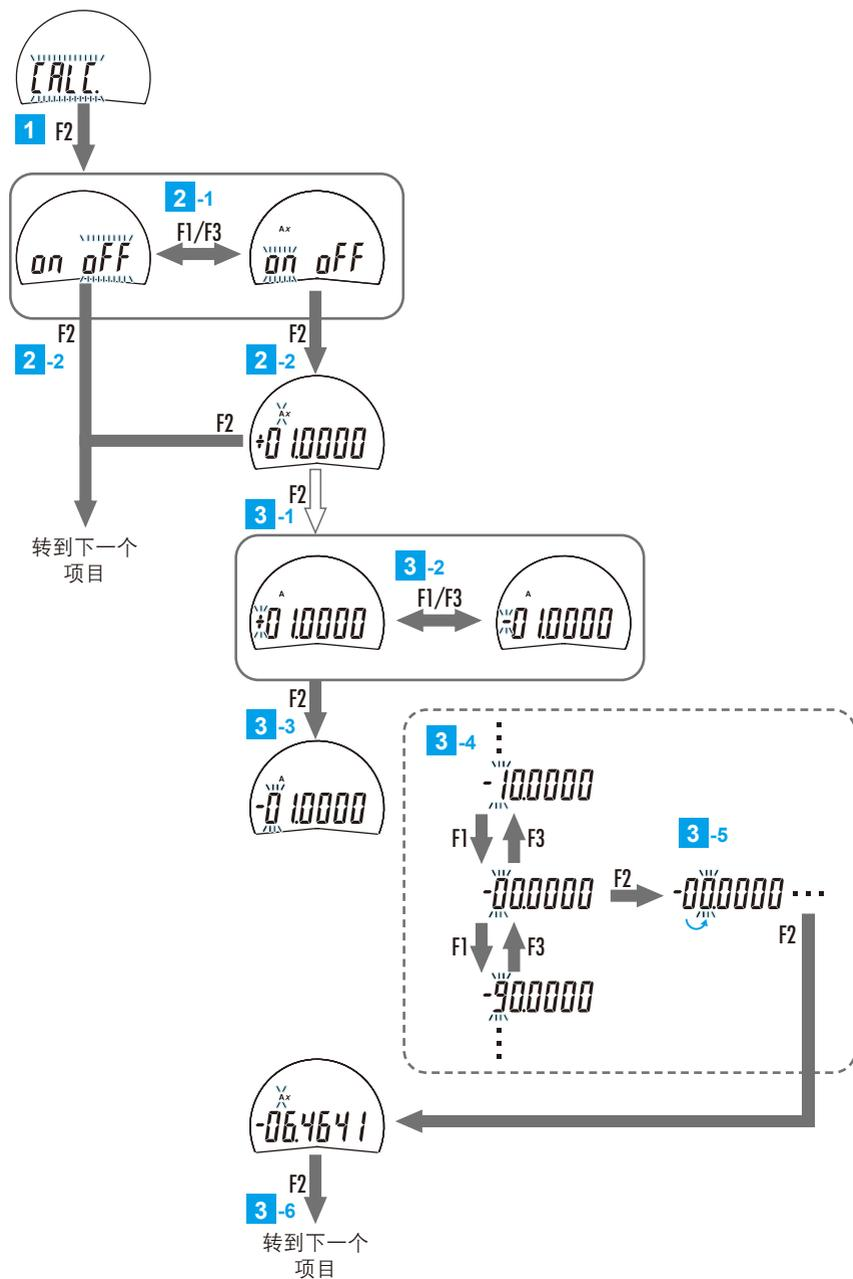 CALC.
1 F2
2 -1
F1/F3
on oFF
Ax
on oFF
F2
2 -2
F2
2 -2
Ax
+01.0000
F2
F2
3 -1
转到下一个
项目
3 -2
F1/F3
A
+01.0000
A
-01.0000
F2
3 -3
A
-01.0000
3 -4
-10.0000
F1 F3
-00.0000
F2
3 -5
-00.0000 ...
F1 F3
-90.0000
F2
Ax
-06.4641
F2
3 -6
转到下一个
项目